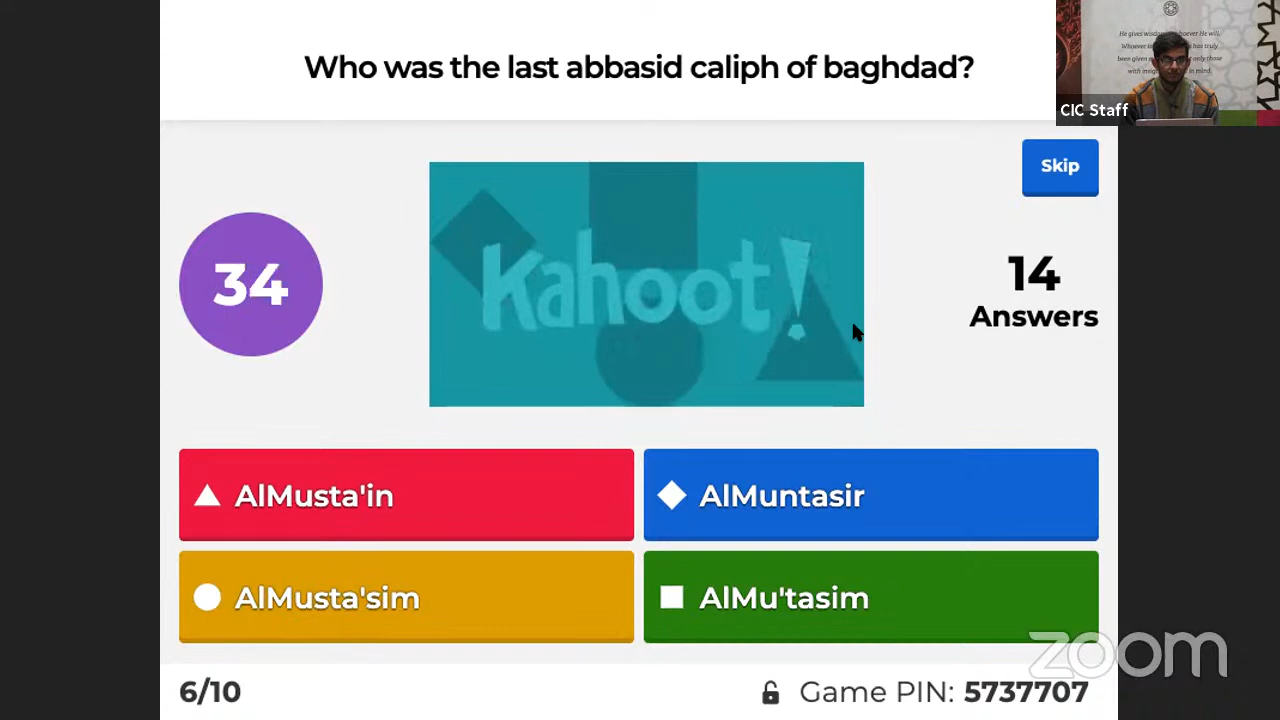 Who was the last abbasid caliph of baghdad?
CIC Staff
Skip
34
Kahoot!
14
Answers
AlMusta'in
AlMuntasir
AlMusta'sim
AlMu'tasim
zoom
6/10
Game PIN: 5737707